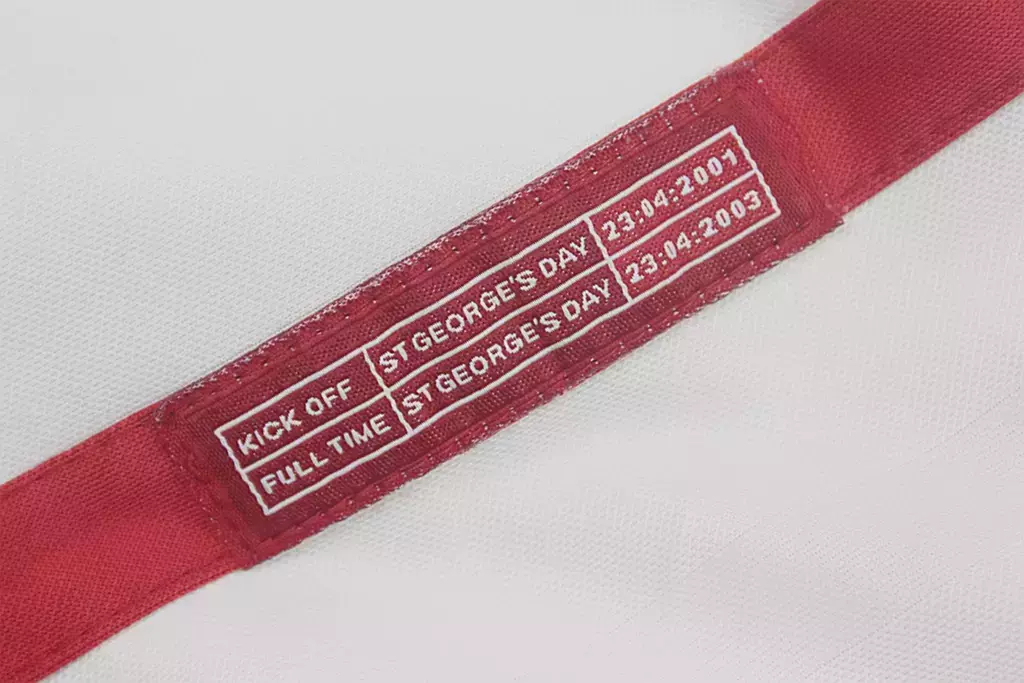 KICK OFF ST GEORGE'S DAY 23:04:2001
FULL TIME ST GEORGE'S DAY 23:04:2003